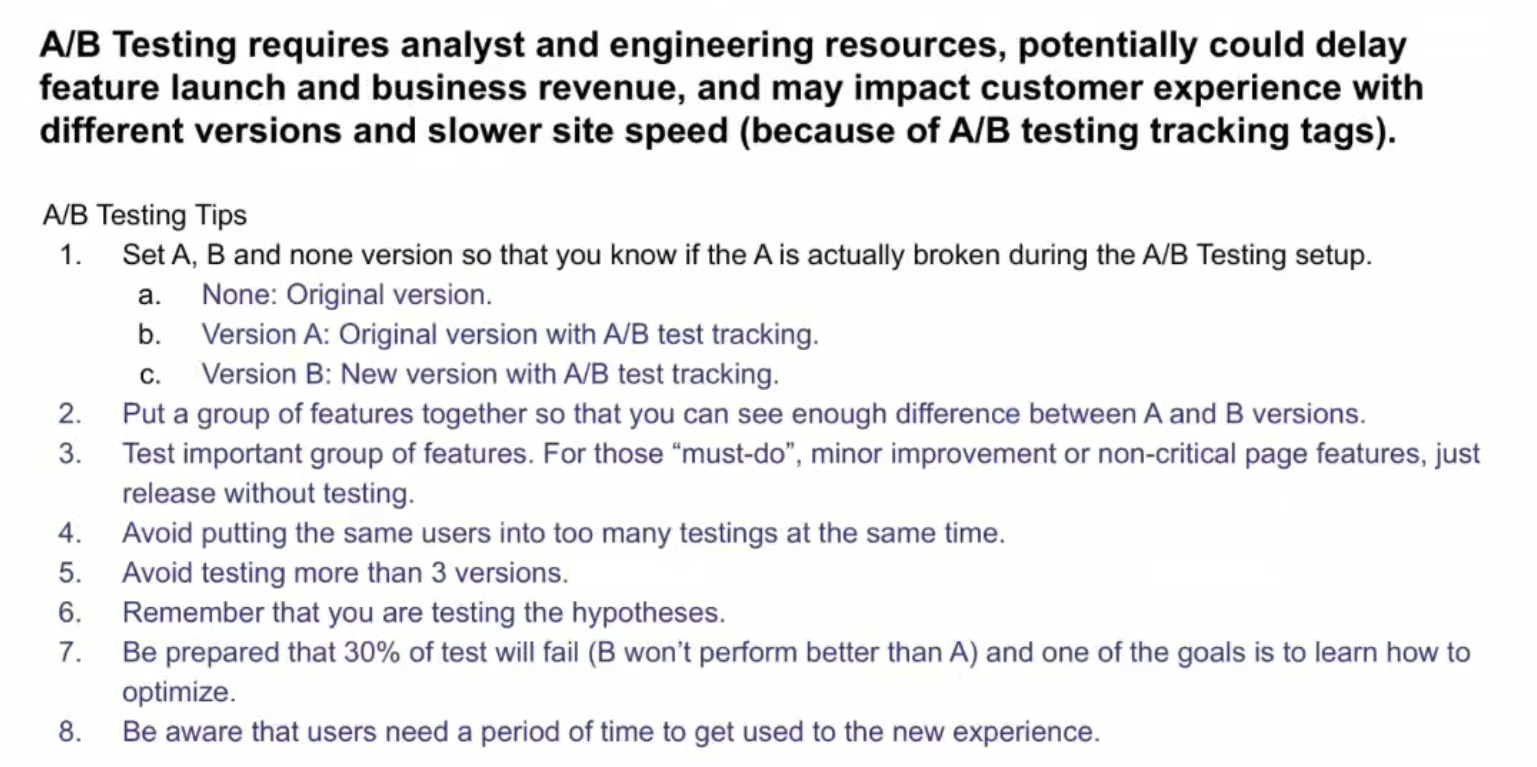 A/B Testing requires analyst and engineering resources, potentially could delay
feature launch and business revenue, and may impact customer experience with
different versions and slower site speed (because of A/B testing tracking tags).
A/B Testing Tips
1. Set A, B and none version so that you know if the A is actually broken during the A/B Testing setup.
a. None: Original version.
b. Version A: Original version with A/B test tracking.
c. Version B: New version with A/B test tracking.
2. Put a group of features together so that you can see enough difference between A and B versions.
3. Test important group of features. For those “must-do”, minor improvement or non-critical page features, just
release without testing.
4. Avoid putting the same users into too many testings at the same time.
5. Avoid testing more than 3 versions.
6. Remember that you are testing the hypotheses.
7. Be prepared that 30% of test will fail (B won’t perform better than A) and one of the goals is to learn how to
optimize.
8. Be aware that users need a period of time to get used to the new experience.